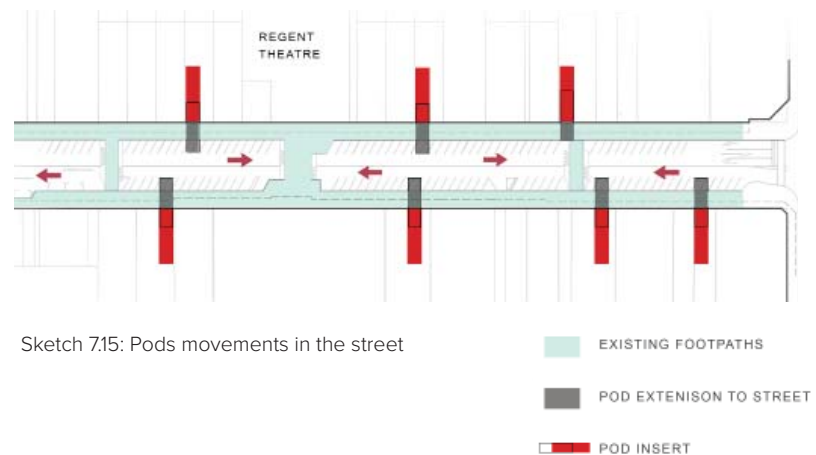 REGENT
THEATRE
Sketch 7.15: Pods movements in the street
EXISTING FOOTPATHS
POD EXTENISON TO STREET
POD INSERT